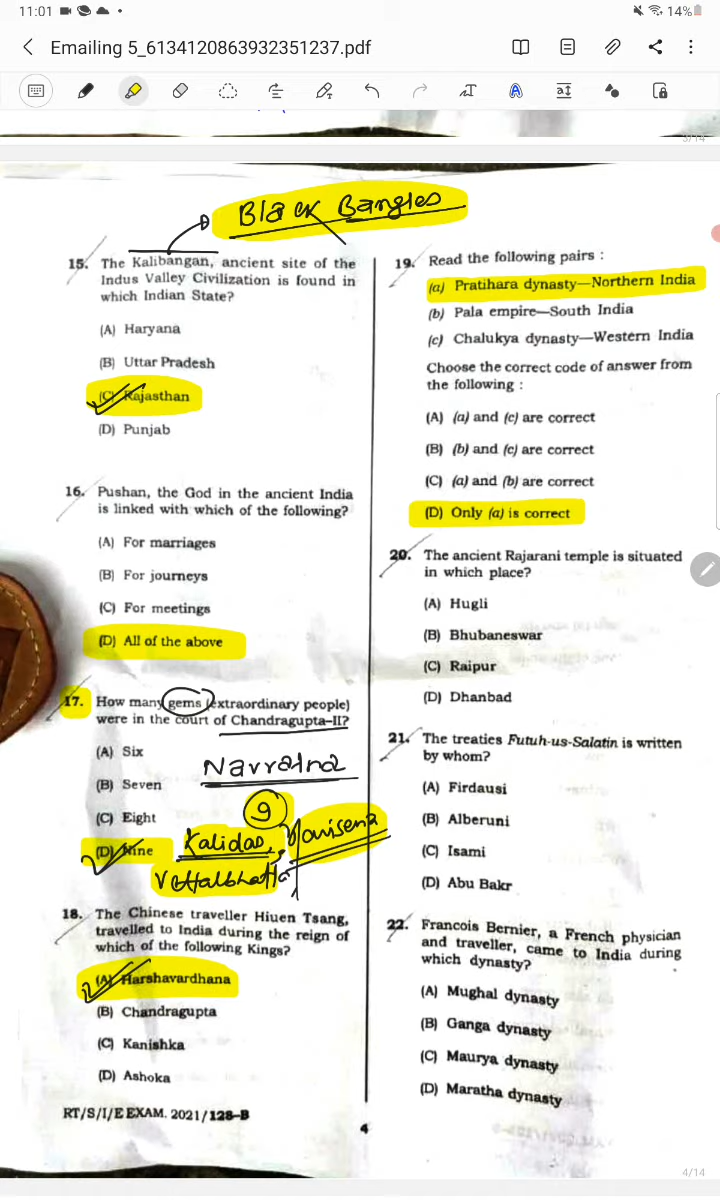 11:01
14%
Emailing 5_6134120863932351237.pdf
3/14
Black Bangles
15. The Kalibangan, ancient site of the
Indus Valley Civilization is found in
which Indian State?
(A) Haryana
(B) Uttar Pradesh
(C) Rajasthan
(D) Punjab
16. Pushan, the God in the ancient India
is linked with which of the following?
(A) For marriages
(B) For journeys
(C) For meetings
(D) All of the above
17. How many gems (extraordinary people)
were in the court of Chandragupta-II?
(A) Six
Navratna
(B) Seven
9
(C) Eight
(D) Nine
Kalidas,
18. The Chinese traveller Hiuen Tsang,
travelled to India during the reign of
which of the following Kings?
(A) Harshavardhana
(B) Chandragupta
(C) Kanishka
(D) Ashoka
RT/S/I/E EXAM. 2021/128-B
19. Read the following pairs :
(a) Pratihara dynasty—Northern India
(b) Pala empire—South India
(c) Chalukya dynasty—Western India
Choose the correct code of answer from
the following :
(A) (a) and (c) are correct
(B) (b) and (c) are correct
(C) (a) and (b) are correct
(D) Only (a) is correct
20. The ancient Rajarani temple is situated
in which place?
(A) Hugli
(B) Bhubaneswar
(C) Raipur
(D) Dhanbad
21. The treaties Futuh-us-Salatin is written
by whom?
(A) Firdausi
(B) Alberuni
(C) Isami
(D) Abu Bakr
22. Francois Bernier, a French physician
and traveller, came to India during
which dynasty?
(A) Mughal dynasty
(B) Ganga dynasty
(C) Maurya dynasty
(D) Maratha dynasty
4
4/14